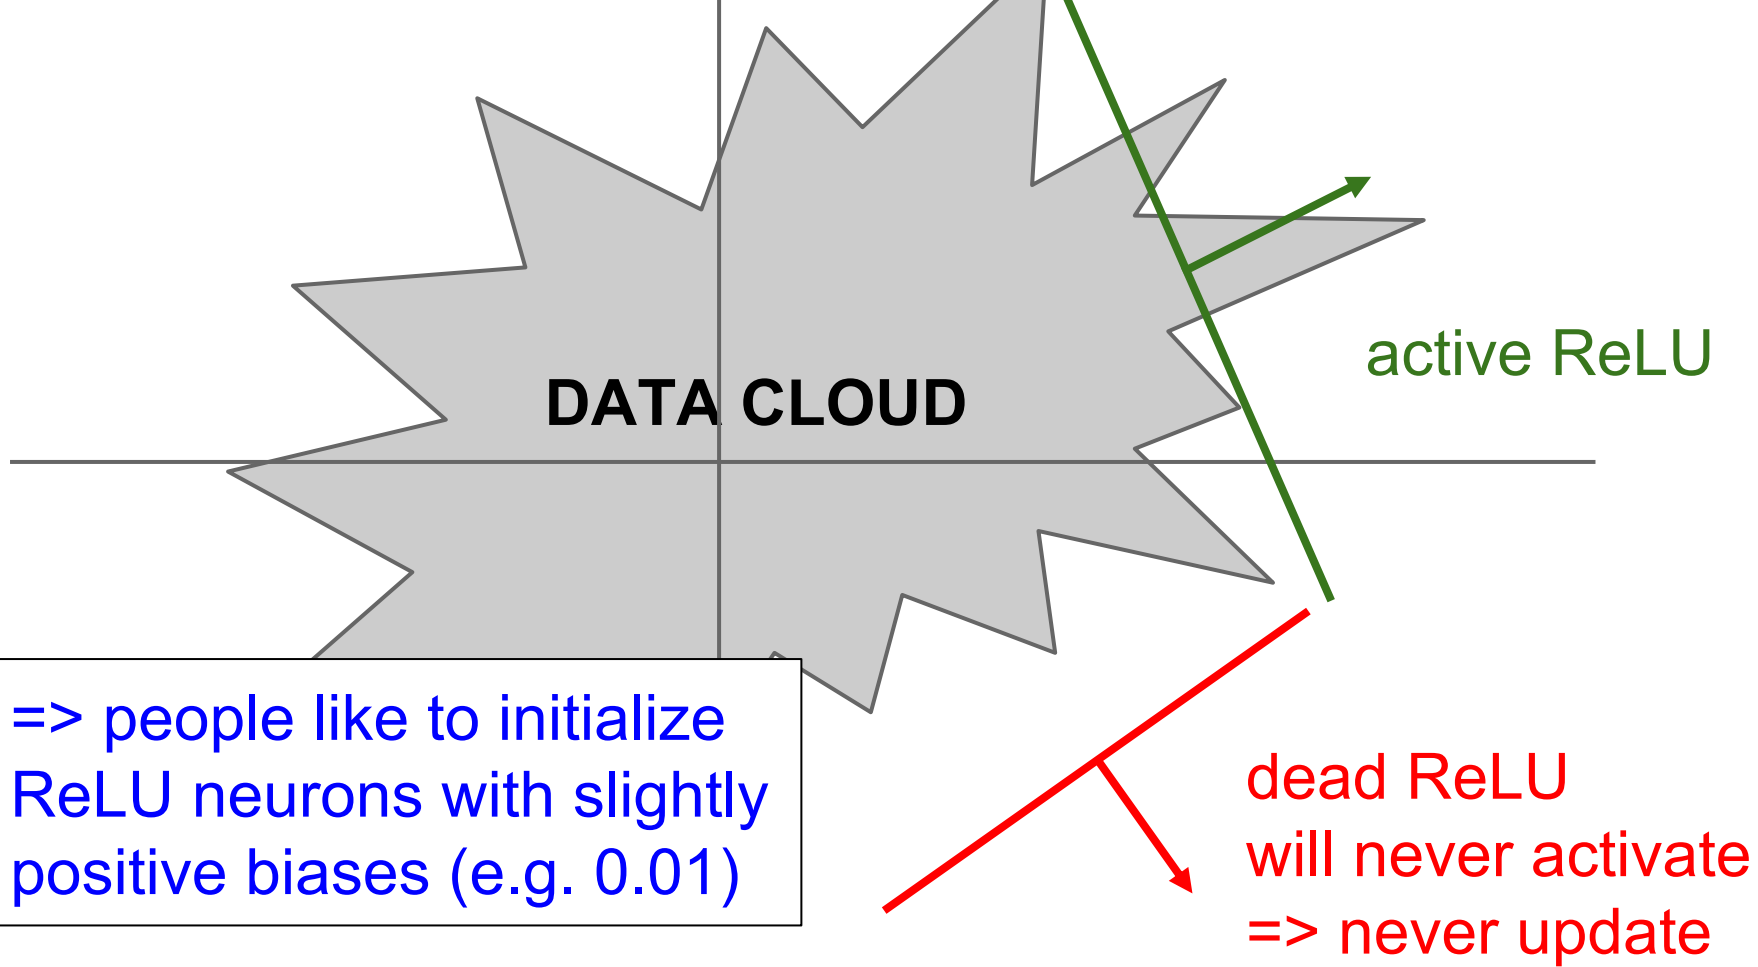 active ReLU
DATA CLOUD
=> people like to initialize
ReLU neurons with slightly
positive biases (e.g. 0.01)
dead ReLU
will never activate
=> never update